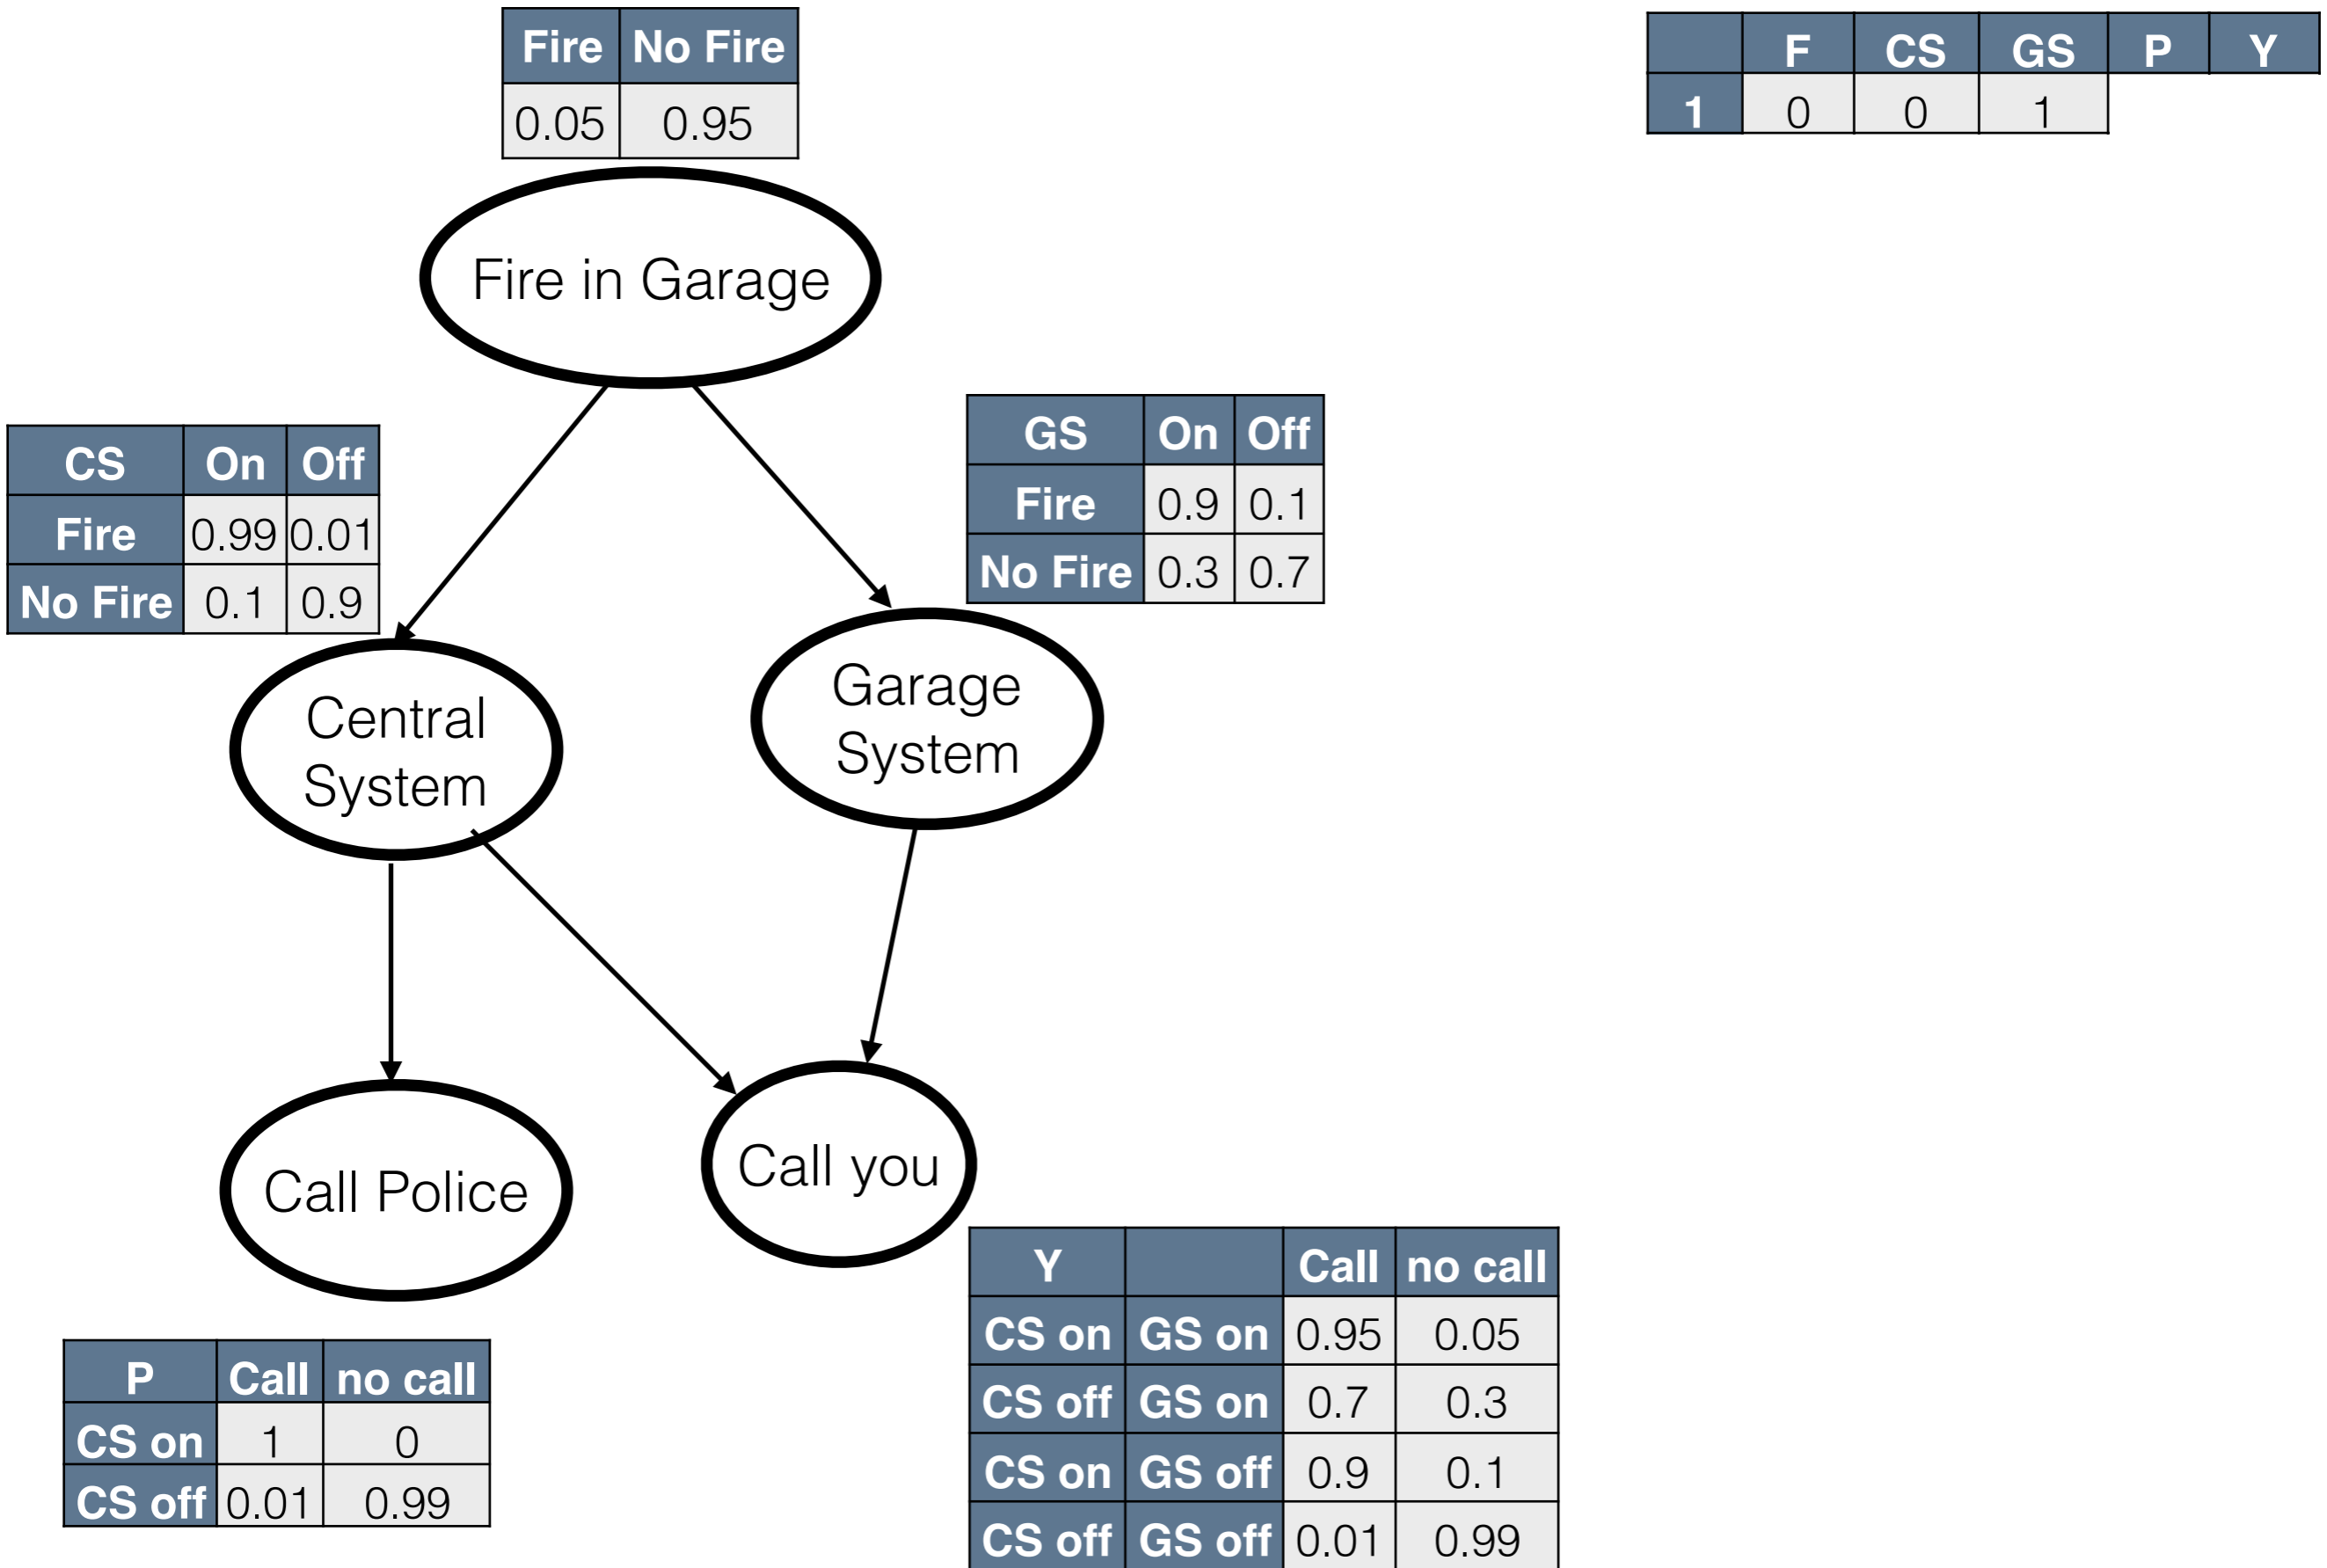 Fire No Fire
0.05 0.95
F CS GS P Y
1 0 0 1
Fire in Garage
CS On Off
Fire 0.99 0.01
No Fire 0.1 0.9
GS On Off
Fire 0.9 0.1
No Fire 0.3 0.7
Central
System
Garage
System
Call Police
Call you
P Call no call
CS on 1 0
CS off 0.01 0.99
Y Call no call
CS on GS on 0.95 0.05
CS off GS on 0.7 0.3
CS on GS off 0.9 0.1
CS off GS off 0.01 0.99